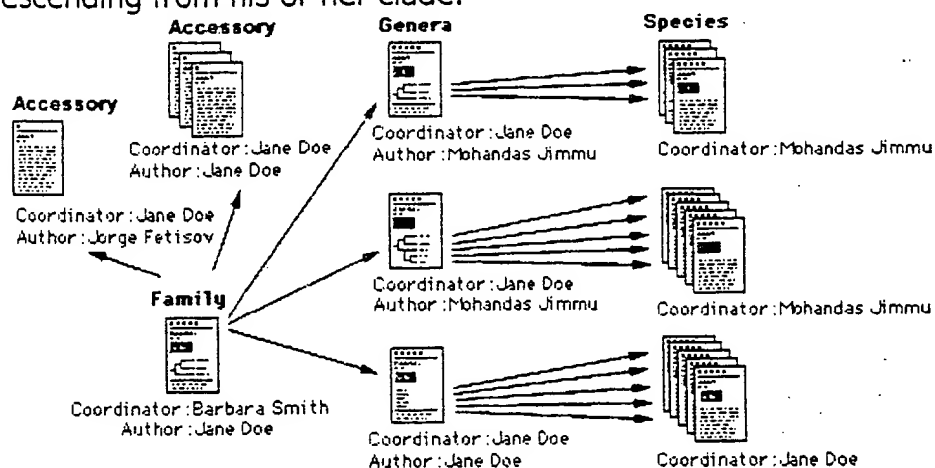 escending from his or her clade.
Accessory
Genera
Species
Accessory
Coordinator:Jane Doe
Author:Jane Doe
Coordinator:Jane Doe
Author:Mohandas Jimmu
Coordinator:Mohandas Jimmu
Coordinator:Jane Doe
Author:Jorge Fetisov
Family
Coordinator:Jane Doe
Author:Mohandas Jimmu
Coordinator:Mohandas Jimmu
Coordinator:Barbara Smith
Author:Jane Doe
Coordinator:Jane Doe
Author:Jane Doe
Coordinator:Jane Doe